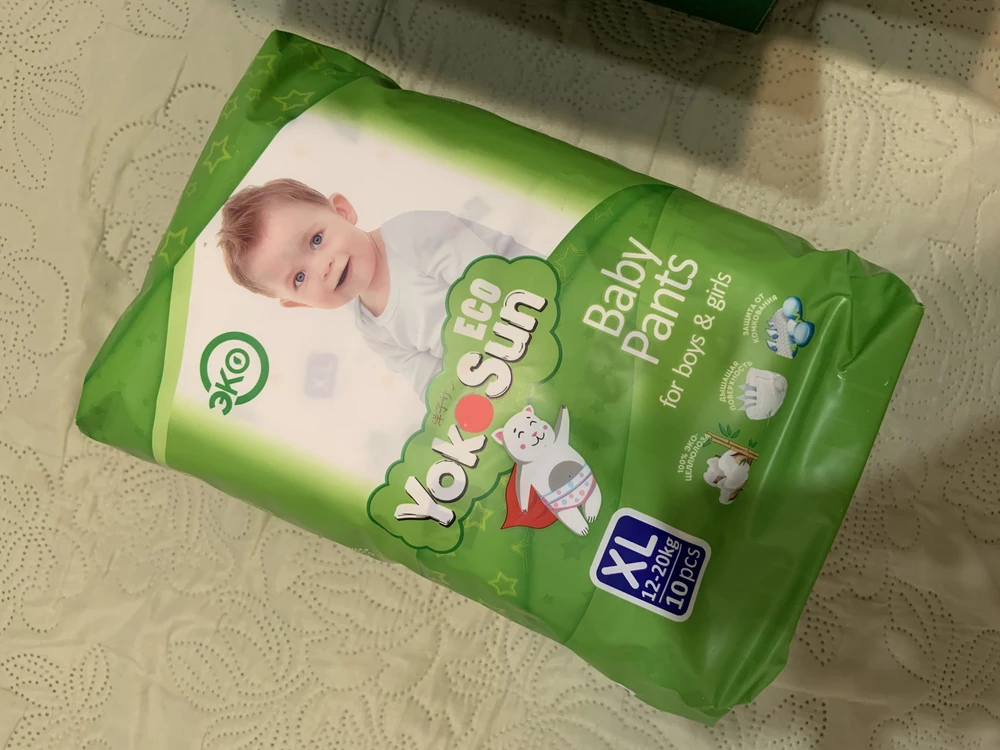 ЭКО
ECO
YokoSun
Baby
Pants
for boys & girls
ЗАЩИТА ОТ
КОМКОВАНИЯ
ДЫШАЩАЯ
ПОВЕРХНОСТЬ
100% ЭКО-
ЦЕЛЛЮЛОЗА
XL
12-20kg
10pcs